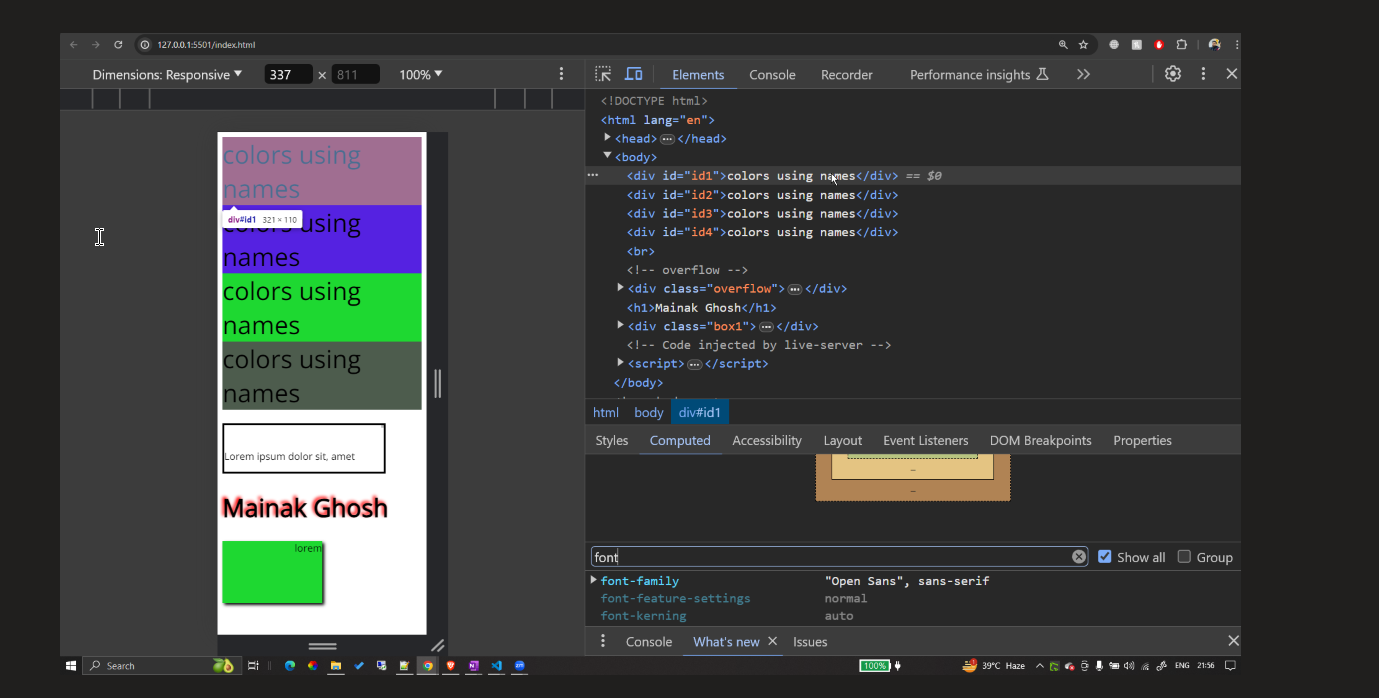 127.0.0.1:5501/index.html
Dimensions: Responsive ▼ 337 × 811 100% ▼
Elements Console Recorder Performance insights
<!DOCTYPE html>
<html lang="en">
<head> ⋯ </head>
<body>
<div id="id1">colors using names</div> == $0
<div id="id2">colors using names</div>
<div id="id3">colors using names</div>
<div id="id4">colors using names</div>
<br>
<!-- overflow -->
<div class="overflow"> ⋯ </div>
<h1>Mainak Ghosh</h1>
<div class="box1"> ⋯ </div>
<!-- Code injected by live-server -->
<script> ⋯ </script>
</body>
colors using
names
div#id1 321 × 110
colors using
names
colors using
names
colors using
names
Lorem ipsum dolor sit, amet
Mainak Ghosh
lorem
html body div#id1
Styles Computed Accessibility Layout Event Listeners DOM Breakpoints Properties
–
–
font Show all Group
font-family "Open Sans", sans-serif
font-feature-settings normal
font-kerning auto
Console What's new Issues
Search 100% 39°C Haze ENG 21:56